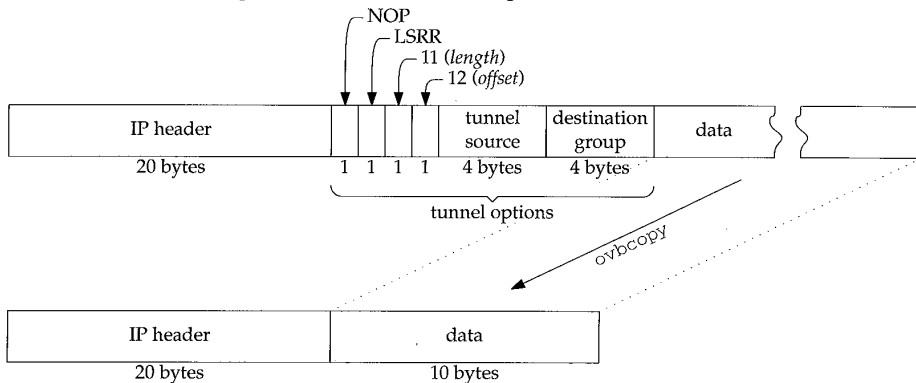 NOP
LSRR
11 (length)
12 (offset)
IP header
tunnel source
destination group
data
20 bytes
1 1 1 1
4 bytes
4 bytes
tunnel options
ovbcopy
IP header
data
20 bytes
10 bytes